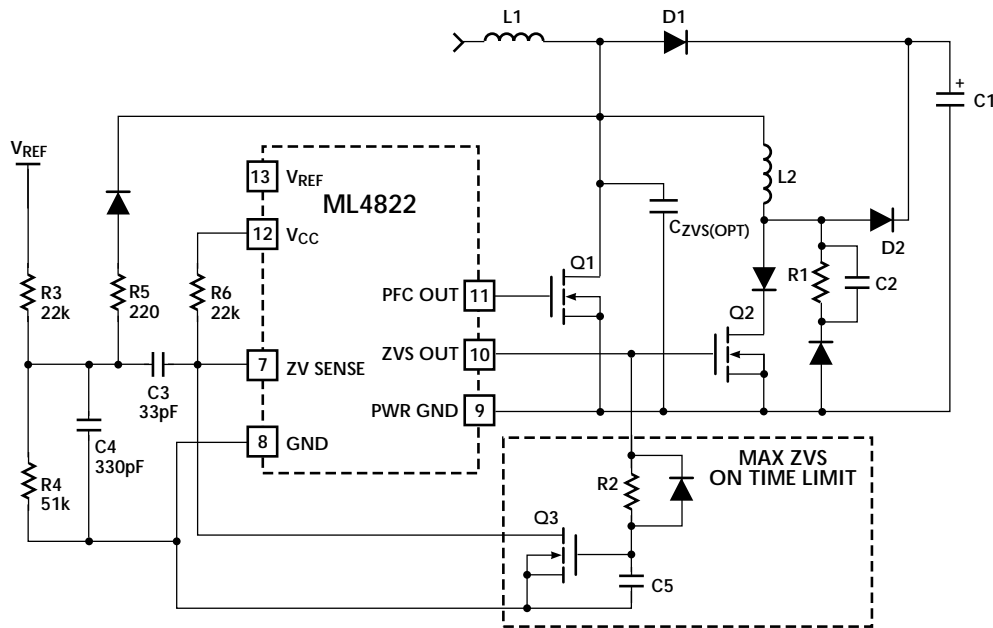 L1
D1
+
C1
VREF
13
VREF
ML4822
L2
12
VCC
CZVS(OPT)
D2
R3
22k
R5
220
R6
22k
PFC OUT
11
Q1
R1
C2
Q2
ZVS OUT
10
7
ZV SENSE
C3
33pF
PWR GND
9
8
GND
C4
330pF
R4
51k
MAX ZVS
ON TIME LIMIT
R2
Q3
C5